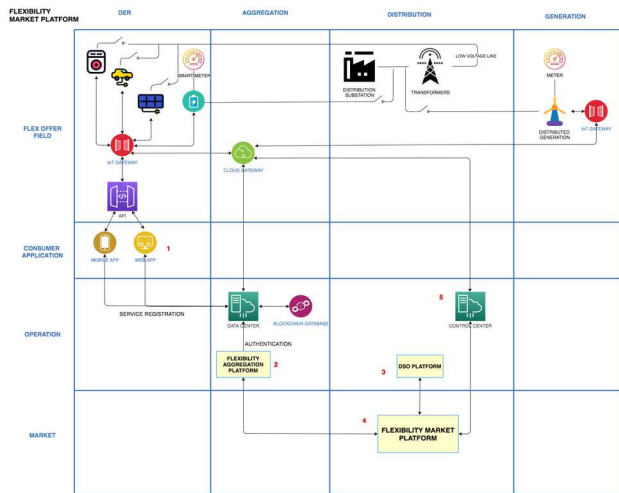 FLEXIBILITY
MARKET PLATFORM
DER
AGGREGATION
DISTRIBUTION
GENERATION
FLEX OFFER
FIELD
SMART METER
LOW VOLTAGE LINE
DISTRIBUTION
SUBSTATION
TRANSFORMERS
METER
DISTRIBUTED
GENERATION
IoT GATEWAY
IoT GATEWAY
CLOUD GATEWAY
API
CONSUMER
APPLICATION
MOBILE APP
WEB APP
1
OPERATION
SERVICE REGISTRATION
DATA CENTER
BLOCKCHAIN DATABASE
5
CONTROL CENTER
AUTHENTICATION
FLEXIBILITY
AGGREGATION
PLATFORM
2
3
DSO PLATFORM
MARKET
4
FLEXIBILITY MARKET
PLATFORM